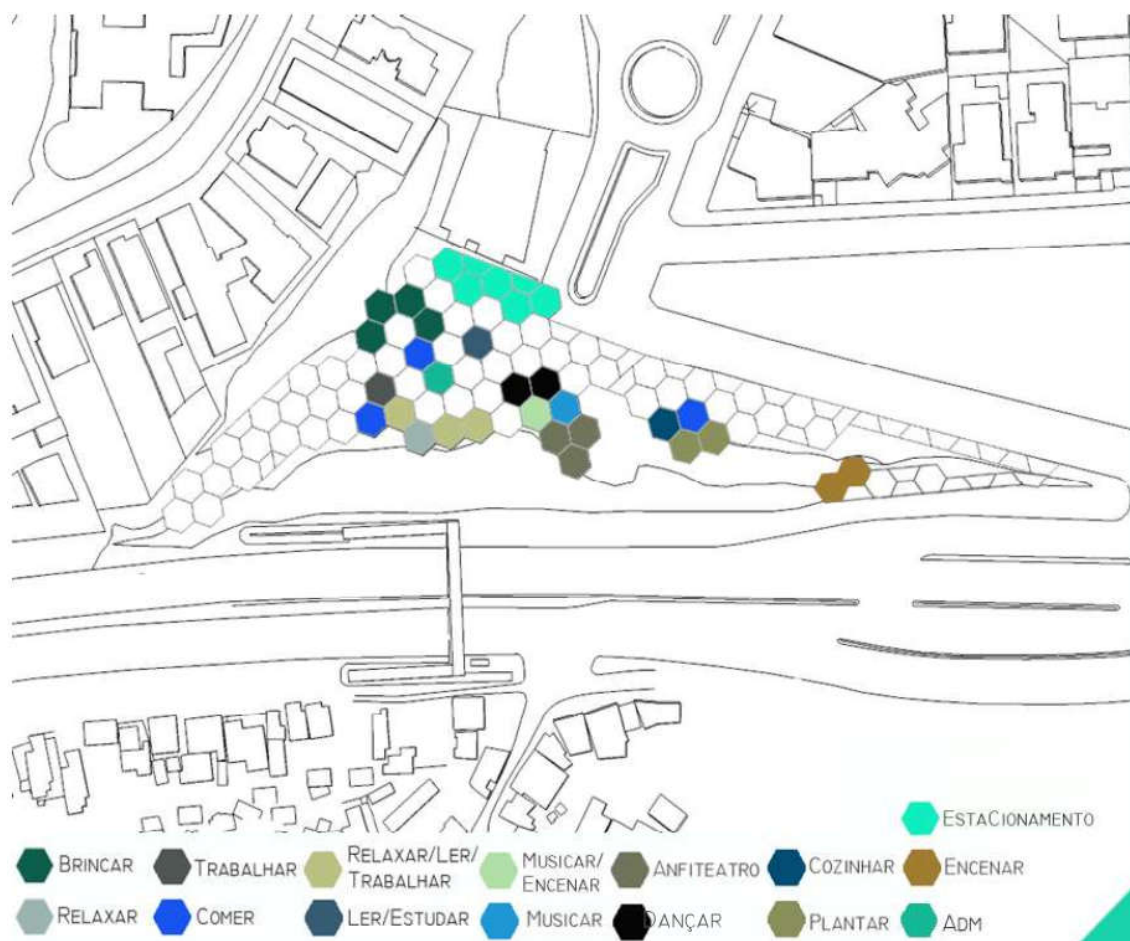 EstaCionamento
Brincar
Trabalhar
Relaxar/Ler/
Trabalhar
Musicar/
Encenar
Anfiteatro
Cozinhar
Encenar
Relaxar
Comer
Ler/Estudar
Musicar
Dançar
Plantar
Adm